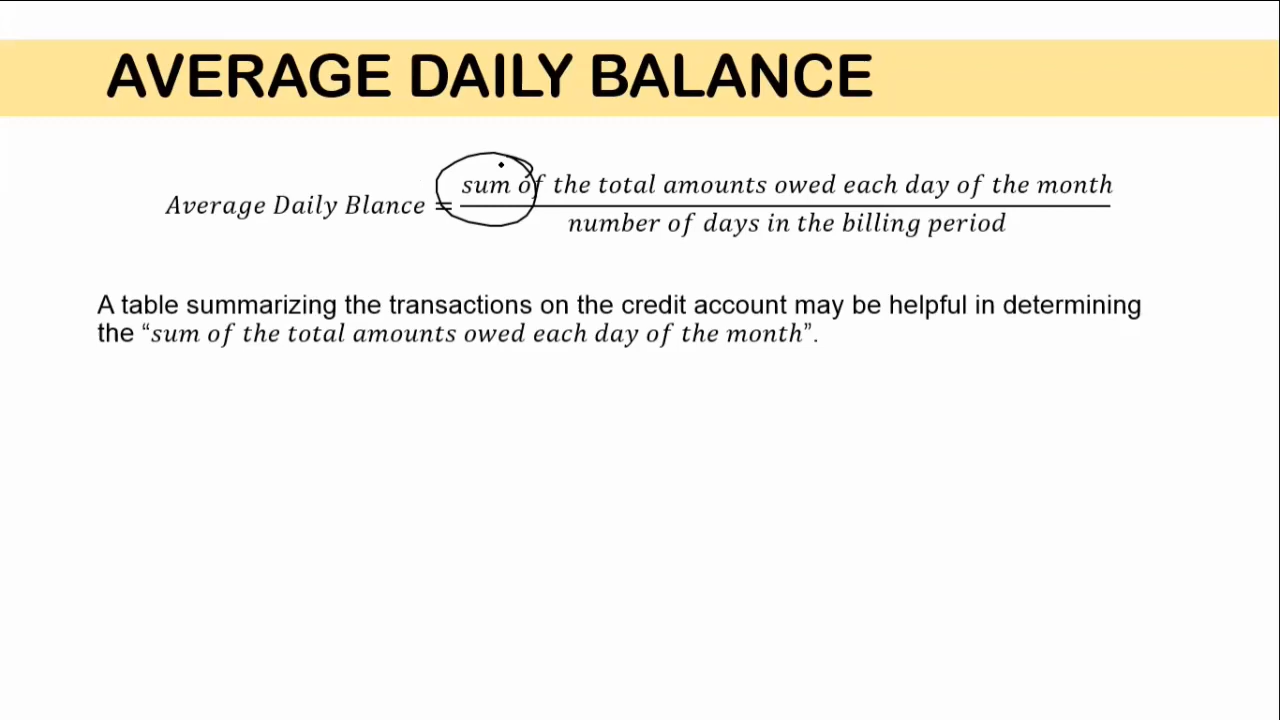 AVERAGE DAILY BALANCE
sum of the total amounts owed each day of the month
Average Daily Blance =
number of days in the billing period
A table summarizing the transactions on the credit account may be helpful in determining
the “sum of the total amounts owed each day of the month”.